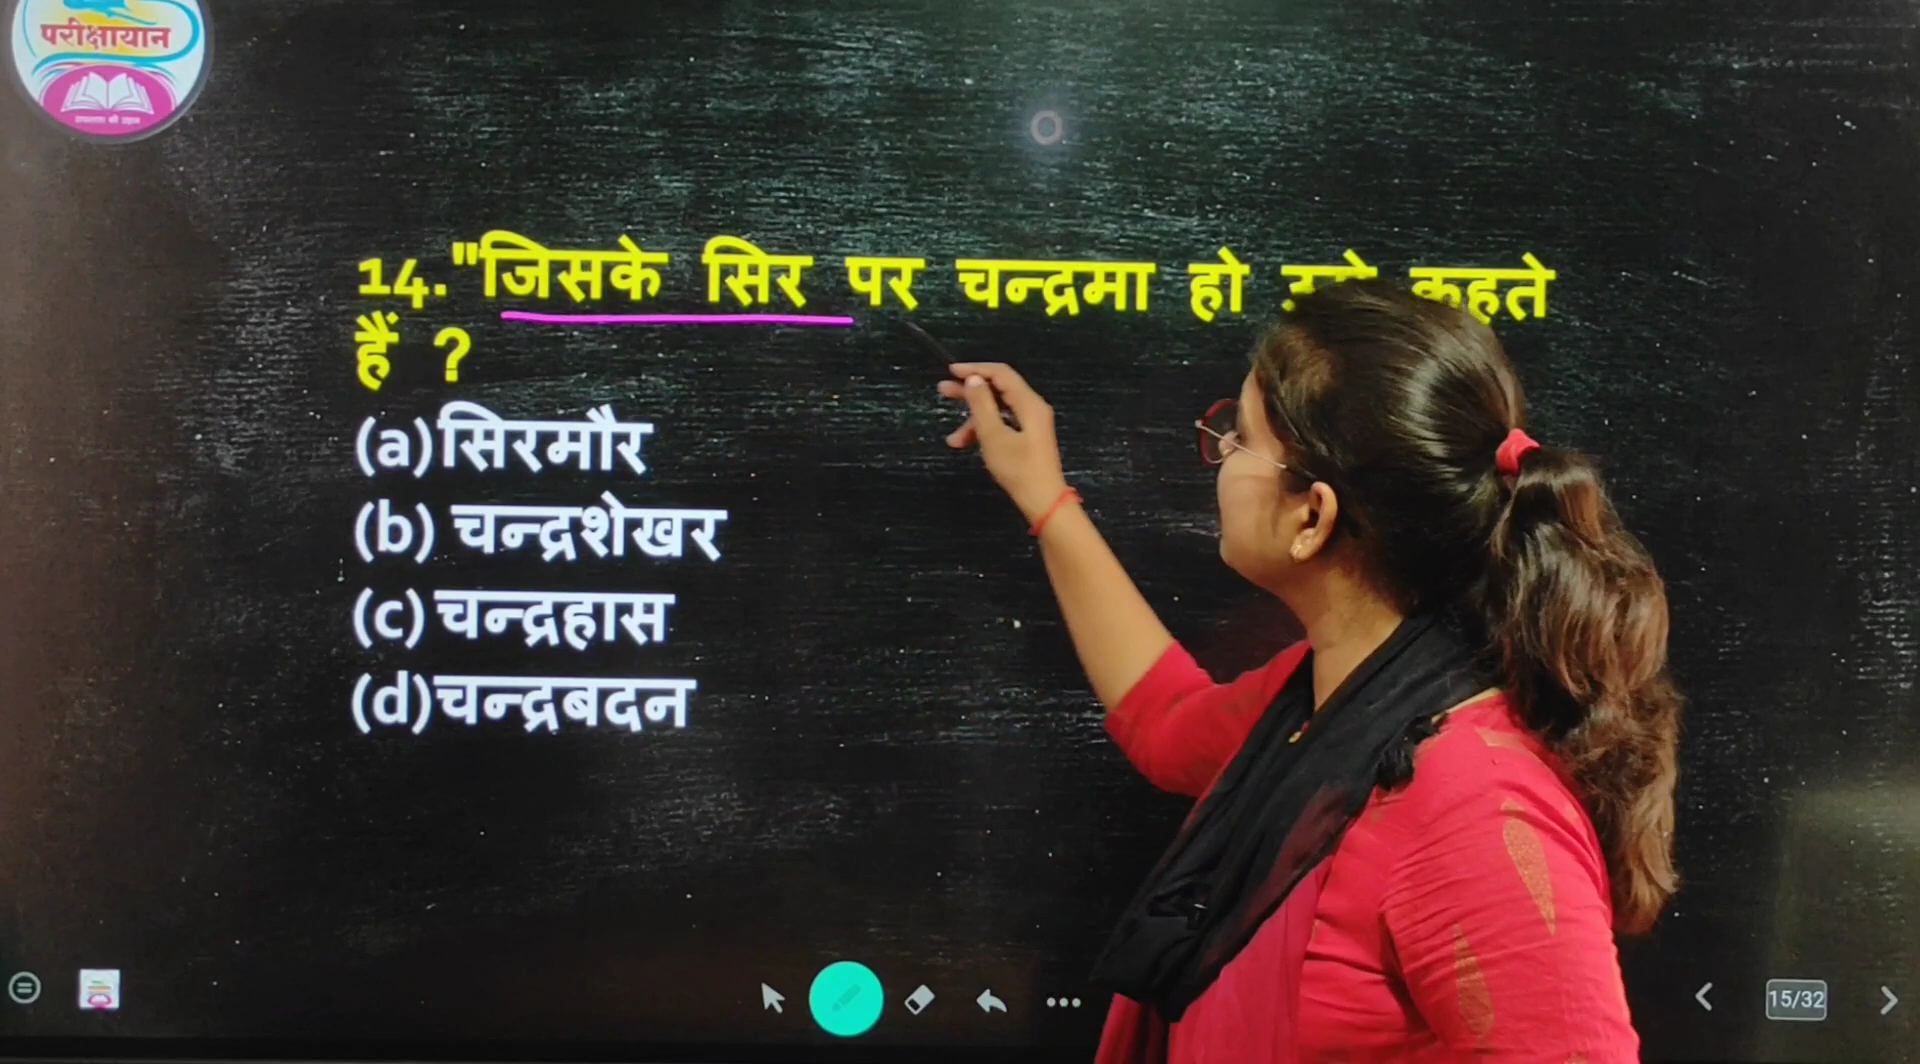 परीक्षायान
14."जिसके सिर पर चन्द्रमा हो कहते
हैं ?
(a)सिरमौर
(b) चन्द्रशेखर
(c) चन्द्रहास
(d)चन्द्रबदन
15/32